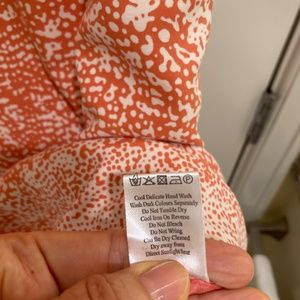 Cool Delicate Hand Wash
Wash Dark Colours Separately
Do Not Tumble Dry
Cool Iron On Reverse
Do Not Bleach
Do Not Wring
Can Be Dry Cleaned
Dry away from
Direct Sunlight/heat